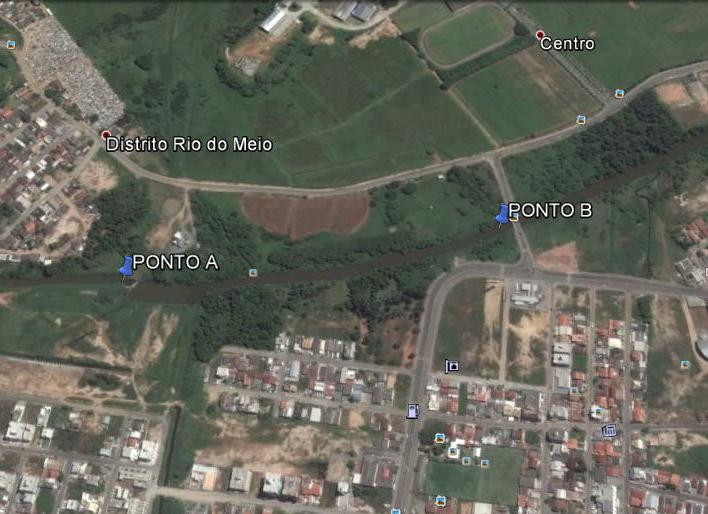 Centro
Distrito Rio do Meio
PONTO B
PONTO A